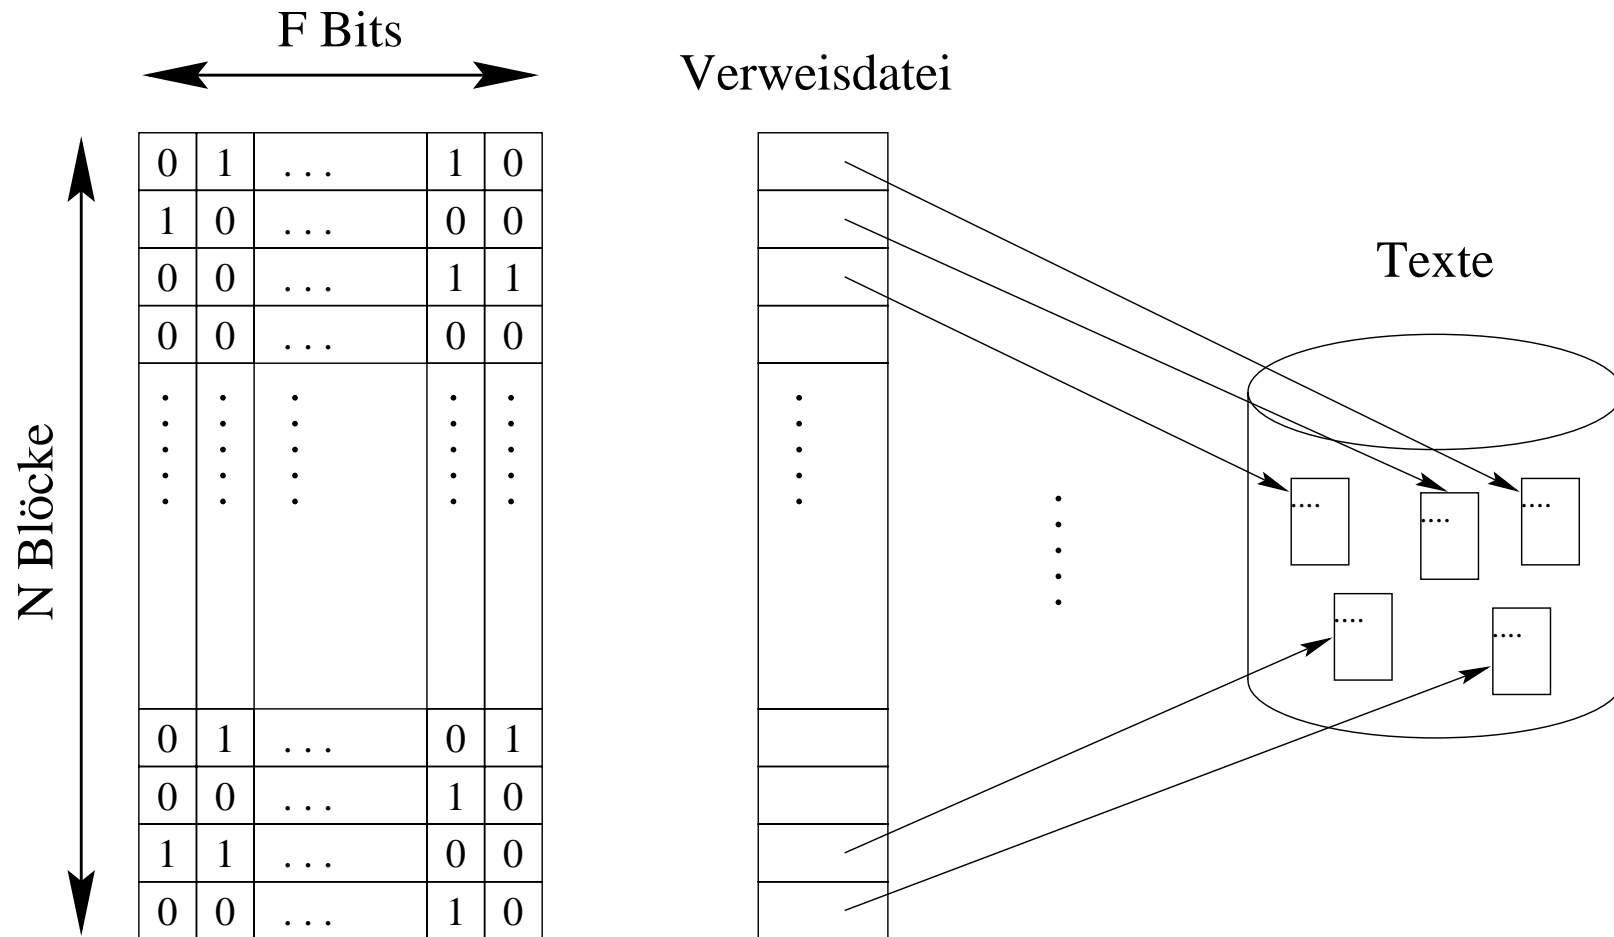 F Bits
Verweisdatei
Texte
N Blöcke
0 1 . . . 1 0
1 0 . . . 0 0
0 0 . . . 1 1
0 0 . . . 0 0
0 1 . . . 0 1
0 0 . . . 1 0
1 1 . . . 0 0
0 0 . . . 1 0
....
....
....
....
....